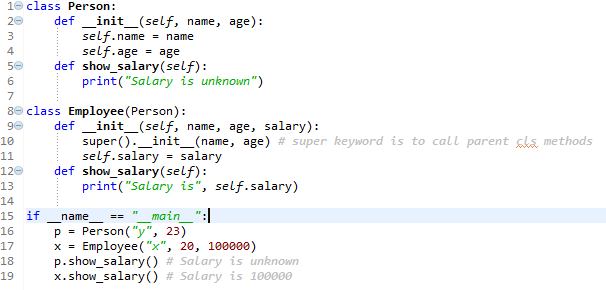 1 class Person:
2 def __init__(self, name, age):
3 self.name = name
4 self.age = age
5 def show_salary(self):
6 print("Salary is unknown")
7
8 class Employee(Person):
9 def __init__(self, name, age, salary):
10 super().__init__(name, age) # super keyword is to call parent cls methods
11 self.salary = salary
12 def show_salary(self):
13 print("Salary is", self.salary)
14
15 if __name__ == "__main__":
16 p = Person("y", 23)
17 x = Employee("x", 20, 100000)
18 p.show_salary() # Salary is unknown
19 x.show_salary() # Salary is 100000